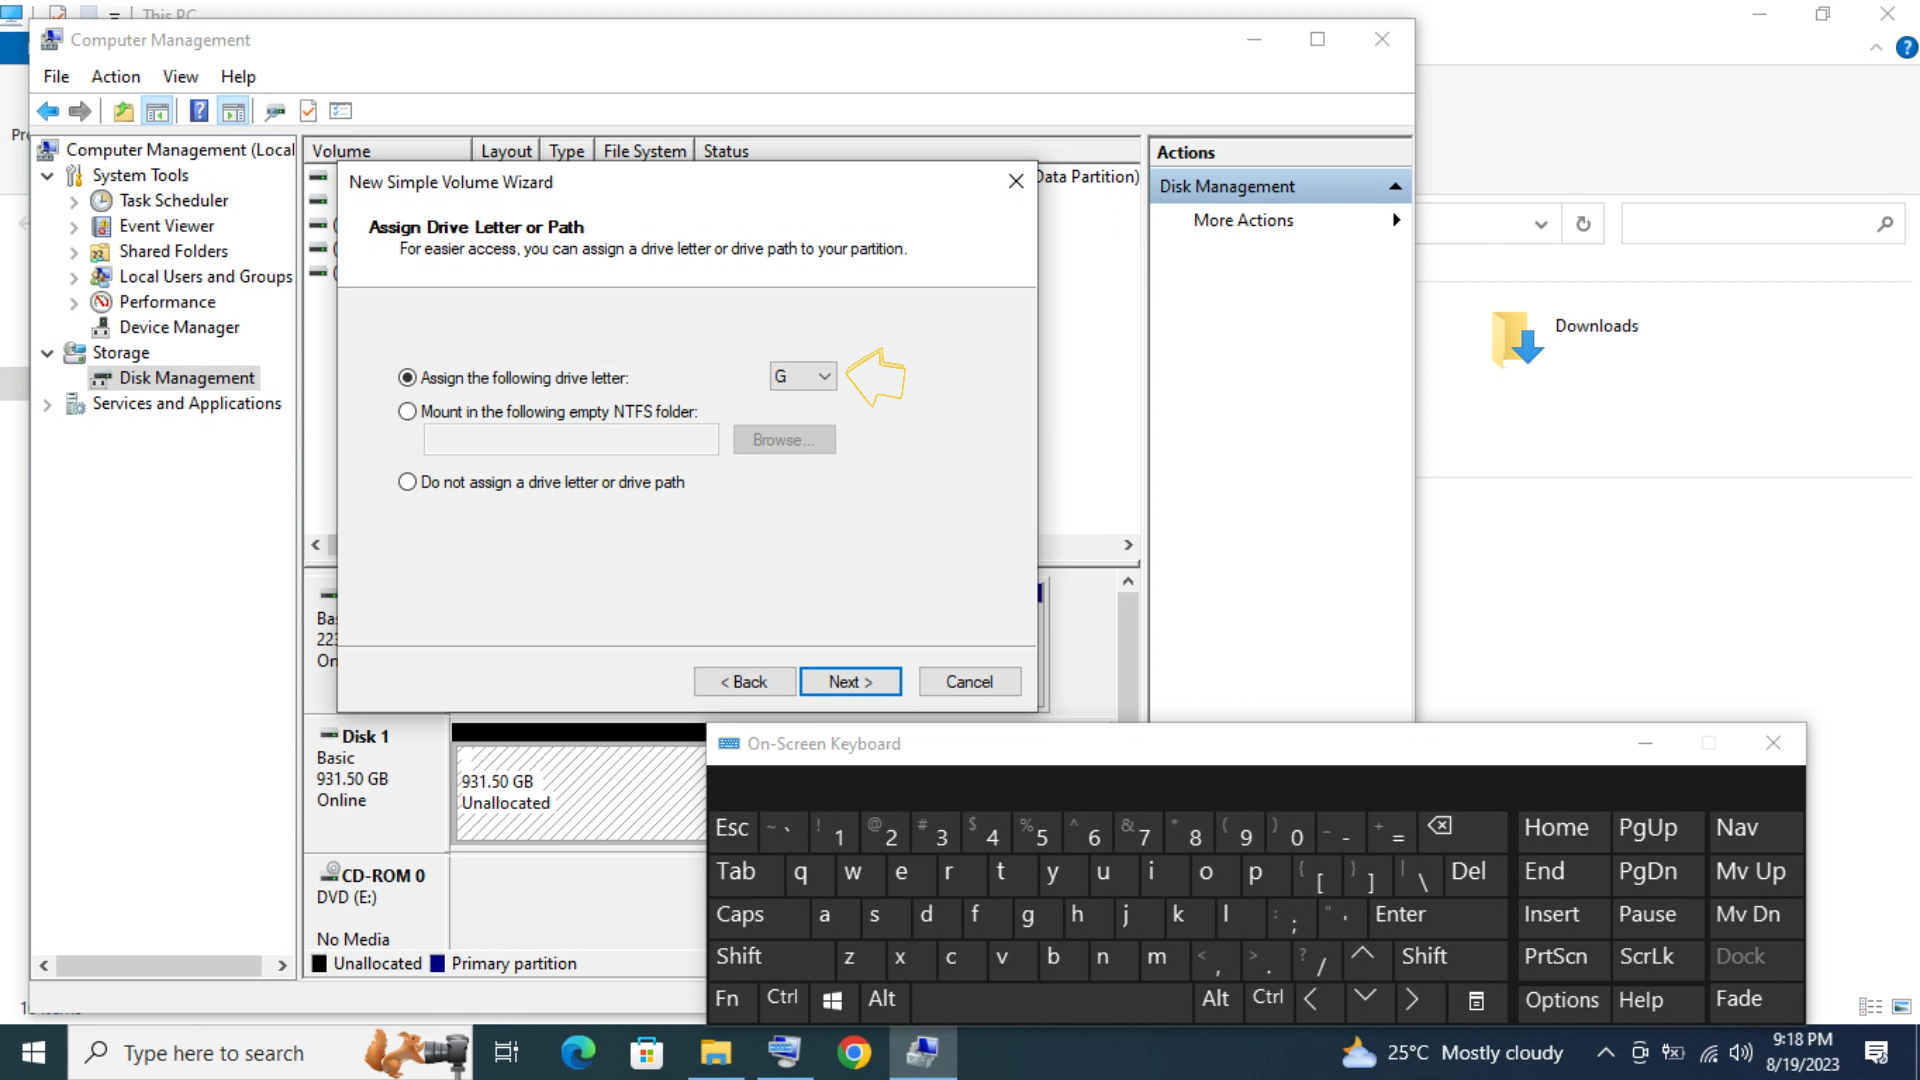 This PC
Computer Management
File Action View Help
Pr
Computer Management (Local
System Tools
Task Scheduler
Event Viewer
Shared Folders
Local Users and Groups
Performance
Device Manager
Storage
Disk Management
Services and Applications
Volume Layout Type File System Status
Data Partition)
New Simple Volume Wizard
Assign Drive Letter or Path
For easier access, you can assign a drive letter or drive path to your partition.
Assign the following drive letter: G
Mount in the following empty NTFS folder:
Browse...
Do not assign a drive letter or drive path
< Back Next > Cancel
Actions
Disk Management
More Actions
Downloads
Ba
223
On
Disk 1
Basic
931.50 GB
Online
931.50 GB
Unallocated
CD-ROM 0
DVD (E:)
No Media
Unallocated Primary partition
On-Screen Keyboard
Esc ~ ` ! 1 @ 2 # 3 $ 4 % 5 ^ 6 & 7 * 8 ( 9 ) 0 _ - + = Home PgUp Nav
Tab q w e r t y u i o p { [ } ] | \ Del End PgDn Mv Up
Caps a s d f g h j k l : ; " ' Enter Insert Pause Mv Dn
Shift z x c v b n m < , > . ? / Shift PrtScn ScrLk Dock
Fn Ctrl Alt Alt Ctrl Options Help Fade
Type here to search
25°C Mostly cloudy
9:18 PM
8/19/2023